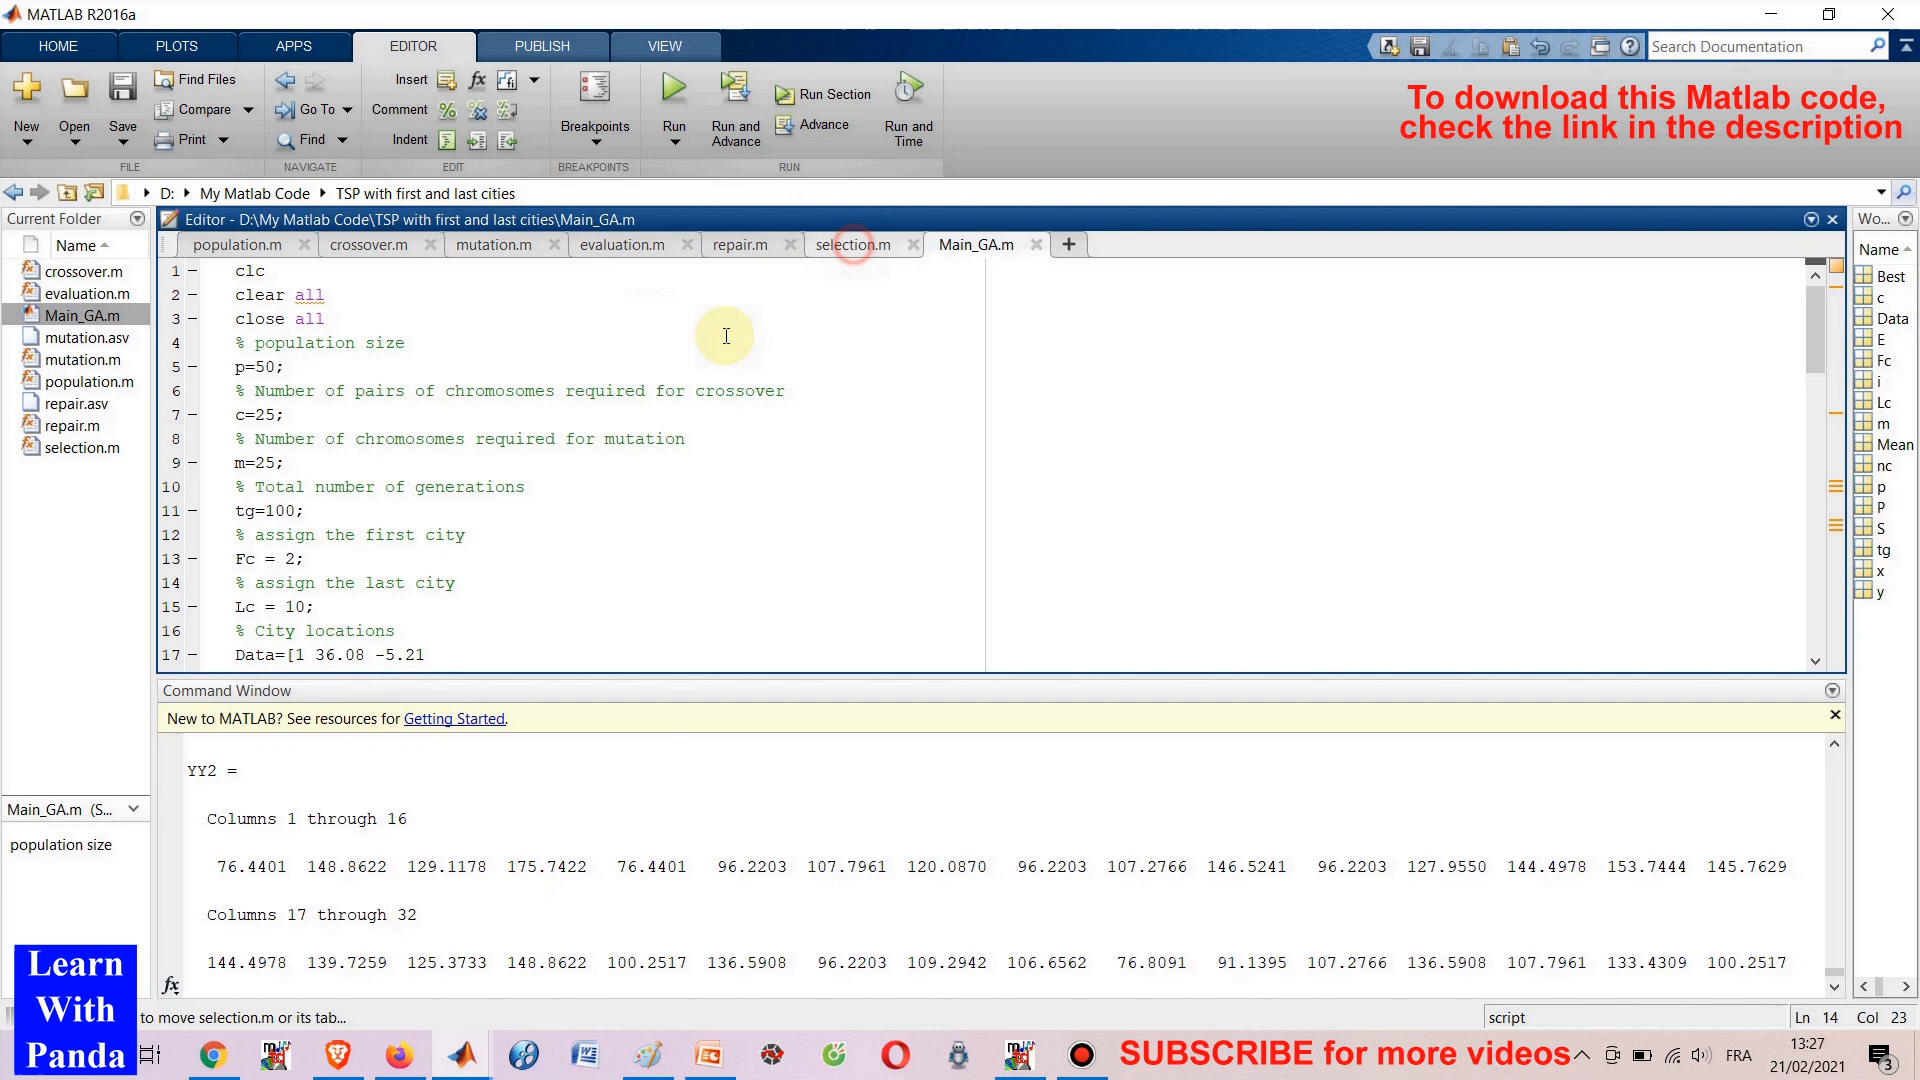 MATLAB R2016a
HOME PLOTS APPS EDITOR PUBLISH VIEW
Search Documentation
New Open Save
Find Files
Compare
Print
Go To
Find
Insert
Comment
Indent
Breakpoints
Run
Run and
Advance
Run Section
Advance
Run and
Time
FILE NAVIGATE EDIT BREAKPOINTS RUN
To download this Matlab code,
check the link in the description
D: My Matlab Code TSP with first and last cities
Current Folder
Name
crossover.m
evaluation.m
Main_GA.m
mutation.asv
mutation.m
population.m
repair.asv
repair.m
selection.m
Main_GA.m (S...
population size
Editor - D:\My Matlab Code\TSP with first and last cities\Main_GA.m
population.m crossover.m mutation.m evaluation.m repair.m selection.m Main_GA.m
1 clc
2 clear all
3 close all
4 % population size
5 p=50;
6 % Number of pairs of chromosomes required for crossover
7 c=25;
8 % Number of chromosomes required for mutation
9 m=25;
10 % Total number of generations
11 tg=100;
12 % assign the first city
13 Fc = 2;
14 % assign the last city
15 Lc = 10;
16 % City locations
17 Data=[1 36.08 -5.21
Wo...
Name
Best
c
Data
E
Fc
i
Lc
m
Mean
nc
p
P
S
tg
x
y
Command Window
New to MATLAB? See resources for Getting Started.
YY2 =
Columns 1 through 16
76.4401 148.8622 129.1178 175.7422 76.4401 96.2203 107.7961 120.0870 96.2203 107.2766 146.5241 96.2203 127.9550 144.4978 153.7444 145.7629
Columns 17 through 32
144.4978 139.7259 125.3733 148.8622 100.2517 136.5908 96.2203 109.2942 106.6562 76.8091 91.1395 107.2766 136.5908 107.7961 133.4309 100.2517
fx
to move selection.m or its tab...
script
Ln 14 Col 23
Learn
With
Panda
SUBSCRIBE for more videos
FRA
13:27
21/02/2021
3